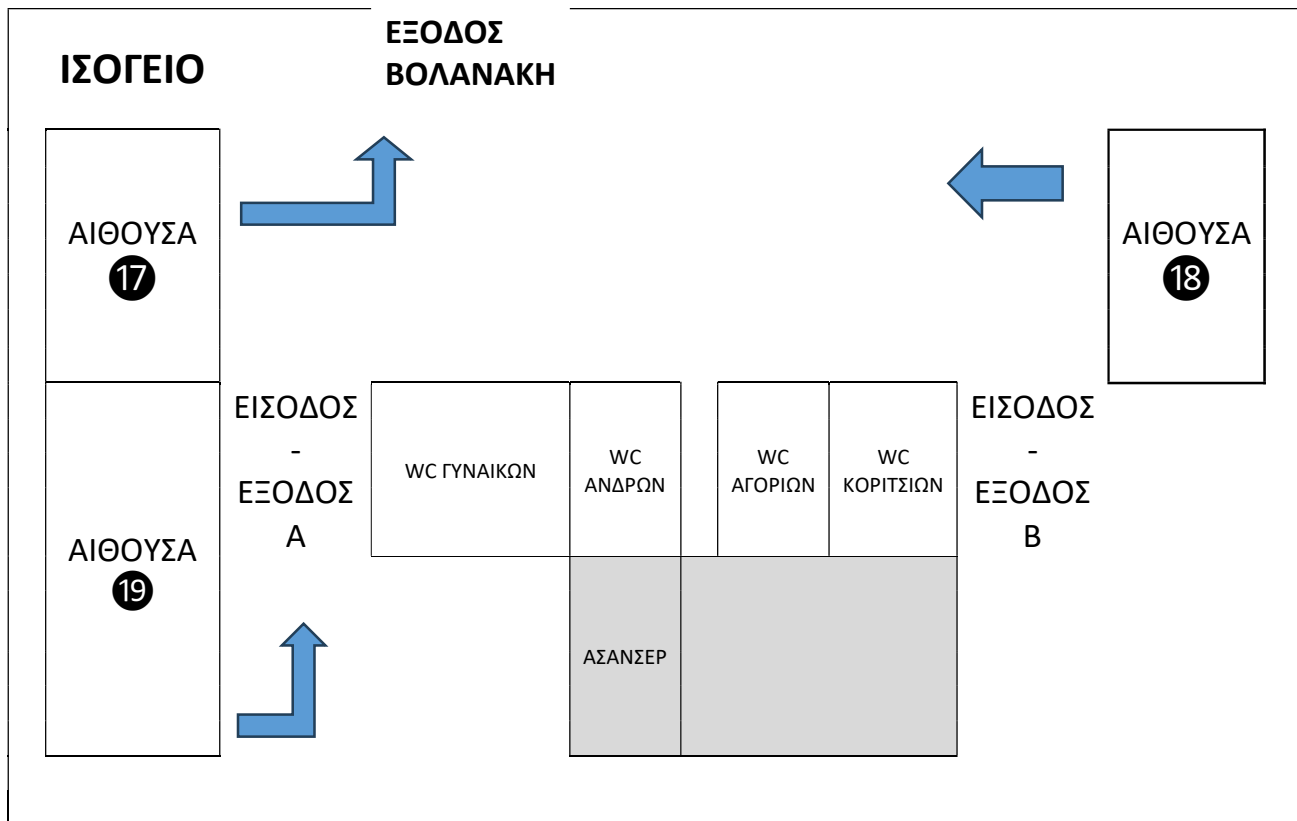 ΙΣΟΓΕΙΟ
ΕΞΟΔΟΣ
ΒΟΛΑΝΑΚΗ
ΑΙΘΟΥΣΑ
17
ΑΙΘΟΥΣΑ
18
ΑΙΘΟΥΣΑ
19
ΕΙΣΟΔΟΣ
-
ΕΞΟΔΟΣ
Α
WC ΓΥΝΑΙΚΩΝ
WC
ΑΝΔΡΩΝ
WC
ΑΓΟΡΙΩΝ
WC
ΚΟΡΙΤΣΙΩΝ
ΕΙΣΟΔΟΣ
-
ΕΞΟΔΟΣ
Β
ΑΣΑΝΣΕΡ